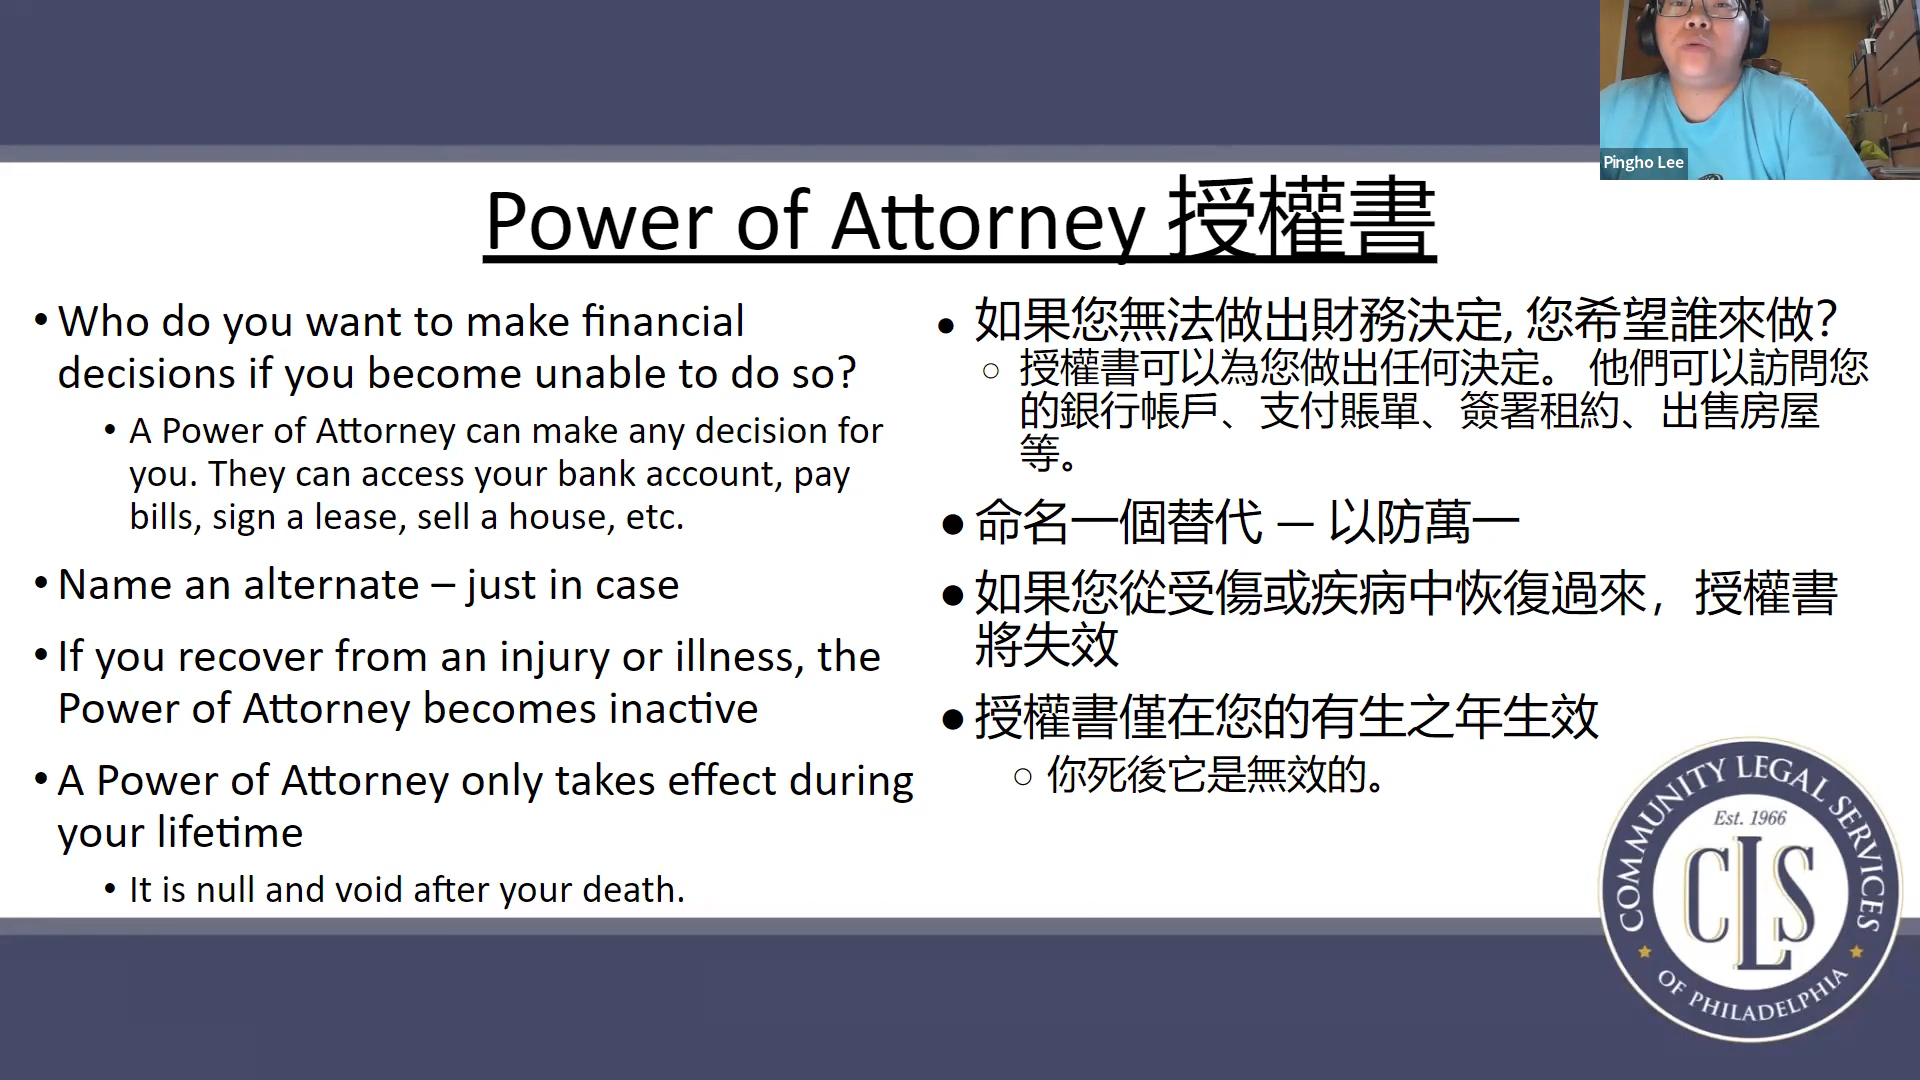 Pingho Lee
Power of Attorney 授權書
• Who do you want to make financial
decisions if you become unable to do so?
• A Power of Attorney can make any decision for
you. They can access your bank account, pay
bills, sign a lease, sell a house, etc.
• Name an alternate – just in case
• If you recover from an injury or illness, the
Power of Attorney becomes inactive
• A Power of Attorney only takes effect during
your lifetime
• It is null and void after your death.
● 如果您無法做出財務決定, 您希望誰來做?
○ 授權書可以為您做出任何決定。 他們可以訪問您
的銀行帳戶、支付賬單、簽署租約、出售房屋
等。
● 命名一個替代 — 以防萬一
● 如果您從受傷或疾病中恢復過來，授權書
將失效
● 授權書僅在您的有生之年生效
○ 你死後它是無效的。
COMMUNITY LEGAL SERVICES
Est. 1966
CLS
OF PHILADELPHIA